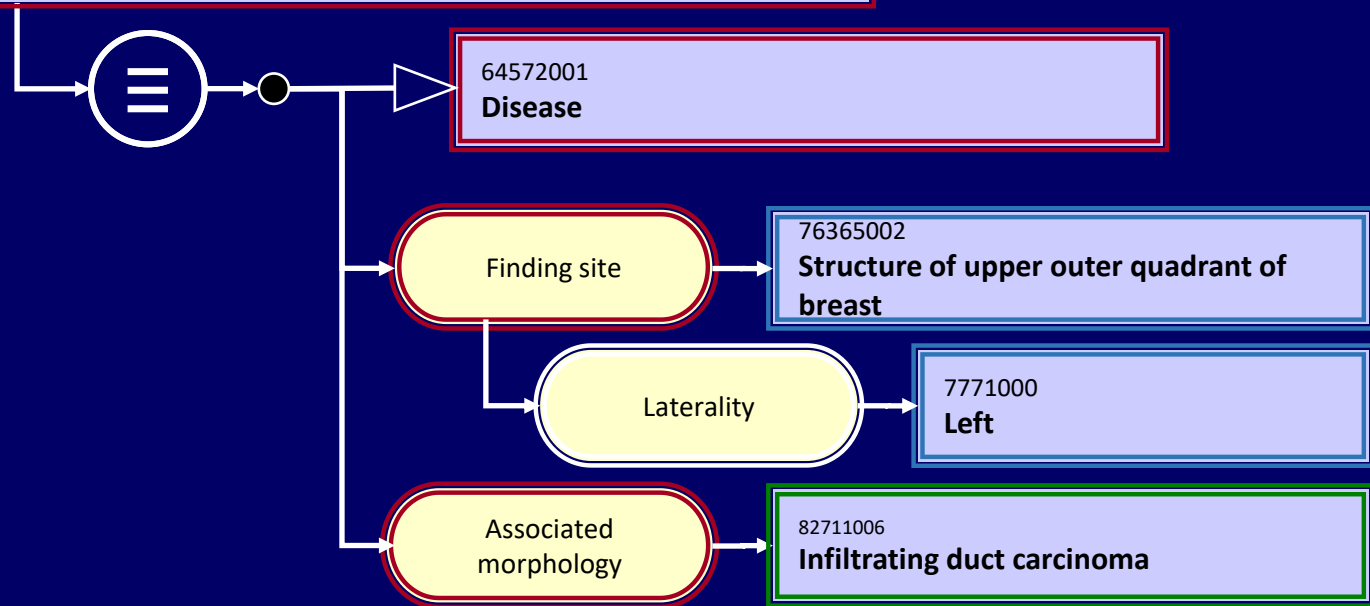 64572001
Disease
Finding site
76365002
Structure of upper outer quadrant of
breast
Laterality
7771000
Left
Associated
morphology
82711006
Infiltrating duct carcinoma